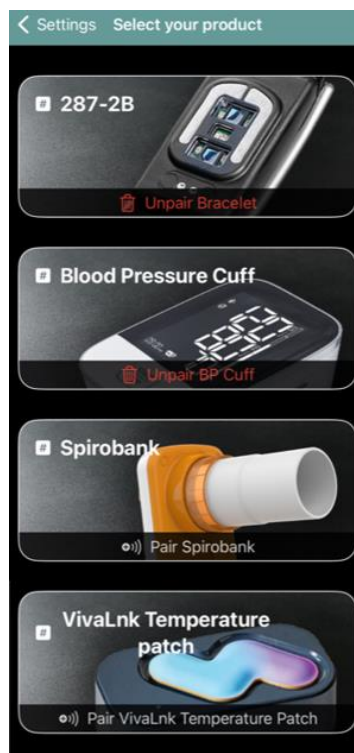 Settings Select your product
# 287-2B
Unpair Bracelet
# Blood Pressure Cuff
Unpair BP Cuff
# Spirobank
Pair Spirobank
# VivaLnk Temperature
patch
Pair VivaLnk Temperature Patch